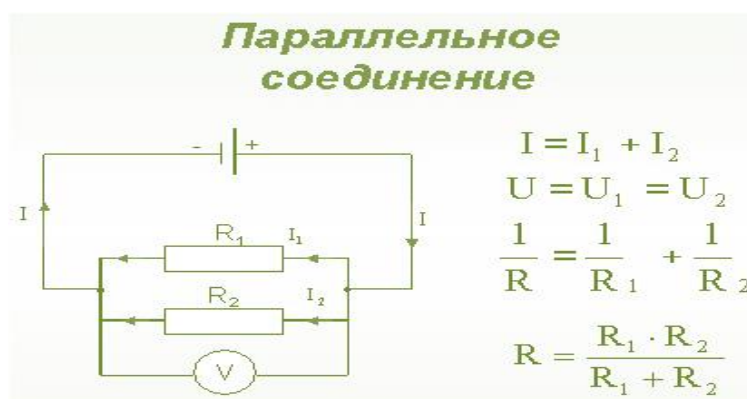 Параллельное
соединение
- +
I = I₁ + I₂
U = U₁ = U₂
I
I
R₁ I₁
1/R = 1/R₁ + 1/R₂
R₂ I₂
R = R₁ · R₂ / R₁ + R₂
V